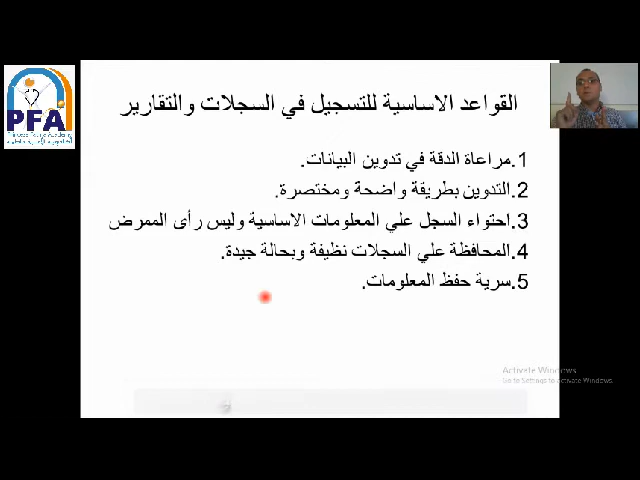 القواعد الاساسية للتسجيل في السجلات والتقارير
1.مراعاة الدقة في تدوين البيانات.
2.التدوين بطريقة واضحة ومختصرة.
3.احتواء السجل علي المعلومات الاساسية وليس رأى الممرض
4.المحافظة علي السجلات نظيفة وبحالة جيدة.
5.سرية حفظ المعلومات.
PFA
Activate Windows
Go to Settings to activate Windows.